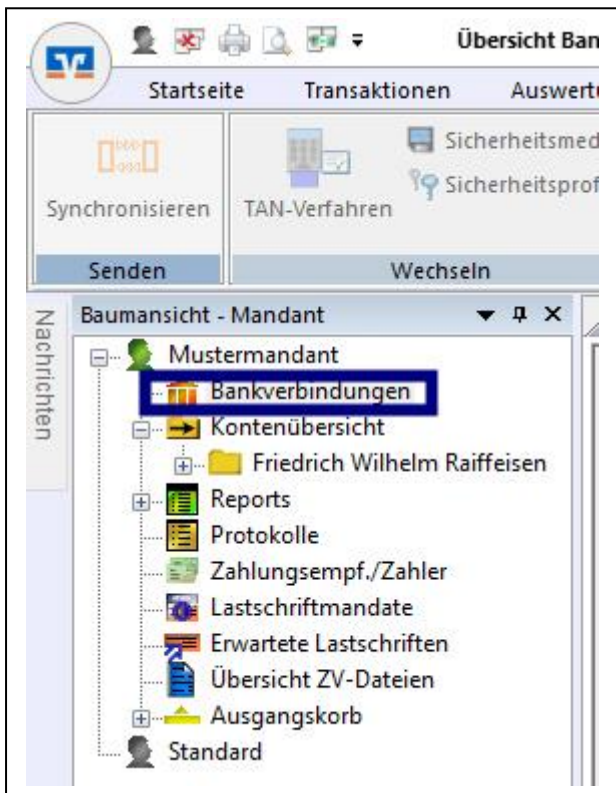 Übersicht Ban
Startseite Transaktionen Auswert
Synchronisieren
TAN-Verfahren
Sicherheitsmed
Sicherheitsprof
Senden
Wechseln
Nachrichten
Baumansicht - Mandant
Mustermandant
Bankverbindungen
Kontenübersicht
Friedrich Wilhelm Raiffeisen
Reports
Protokolle
Zahlungsempf./Zahler
Lastschriftmandate
Erwartete Lastschriften
Übersicht ZV-Dateien
Ausgangskorb
Standard